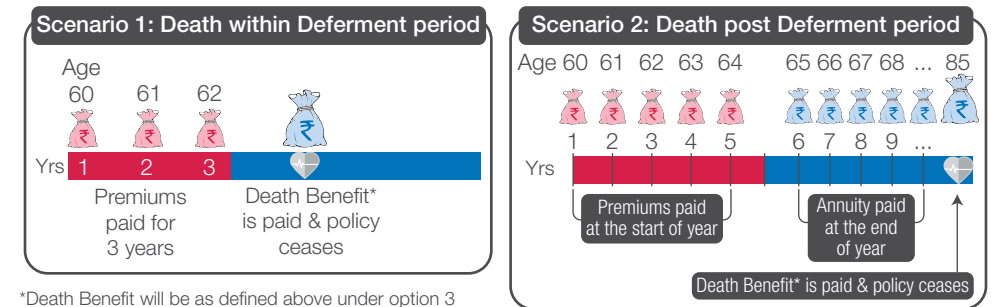 Scenario 1: Death within Deferment period
Age
60 61 62
₹ ₹ ₹ ₹
Yrs 1 2 3
Premiums
paid for
3 years
Death Benefit*
is paid & policy
ceases
*Death Benefit will be as defined above under option 3
Scenario 2: Death post Deferment period
Age 60 61 62 63 64 65 66 67 68 ... 85
₹ ₹ ₹ ₹ ₹ ₹ ₹ ₹ ₹ ₹ ₹
1 2 3 4 5 6 7 8 9 ...
Yrs
Premiums paid
at the start of year
Annuity paid
at the end
of year
Death Benefit* is paid & policy ceases